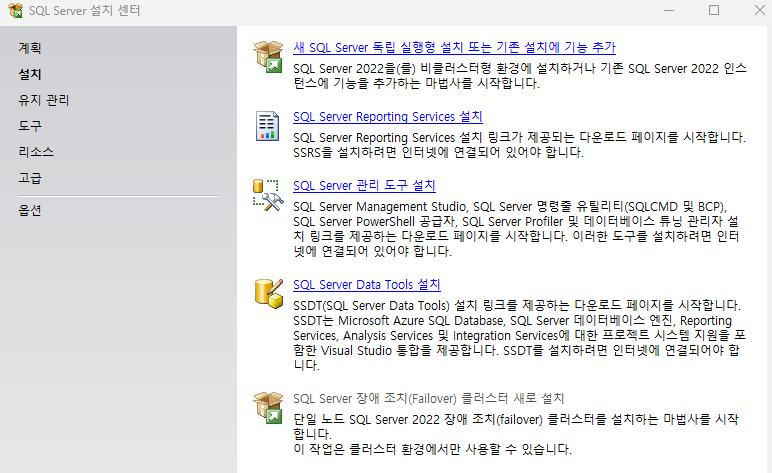 SQL Server 설치 센터
계획
설치
유지 관리
도구
리소스
고급
옵션
새 SQL Server 독립 실행형 설치 또는 기존 설치에 기능 추가
SQL Server 2022을(를) 비클러스터형 환경에 설치하거나 기존 SQL Server 2022 인스
턴스에 기능을 추가하는 마법사를 시작합니다.
SQL Server Reporting Services 설치
SQL Server Reporting Services 설치 링크가 제공되는 다운로드 페이지를 시작합니다.
SSRS을 설치하려면 인터넷에 연결되어 있어야 합니다.
SQL Server 관리 도구 설치
SQL Server Management Studio, SQL Server 명령줄 유틸리티(SQLCMD 및 BCP),
SQL Server PowerShell 공급자, SQL Server Profiler 및 데이터베이스 튜닝 관리자 설
치 링크를 제공하는 다운로드 페이지를 시작합니다. 이러한 도구를 설치하려면 인터
넷에 연결되어 있어야 합니다.
SQL Server Data Tools 설치
SSDT(SQL Server Data Tools) 설치 링크를 제공하는 다운로드 페이지를 시작합니다.
SSDT는 Microsoft Azure SQL Database, SQL Server 데이터베이스 엔진, Reporting
Services, Analysis Services 및 Integration Services에 대한 프로젝트 시스템 지원을 포
함한 Visual Studio 통합을 제공합니다. SSDT를 설치하려면 인터넷에 연결되어야 합
니다.
SQL Server 장애 조치(Failover) 클러스터 새로 설치
단일 노드 SQL Server 2022 장애 조치(failover) 클러스터를 설치하는 마법사를 시작
합니다.
이 작업은 클러스터 환경에서만 사용할 수 있습니다.